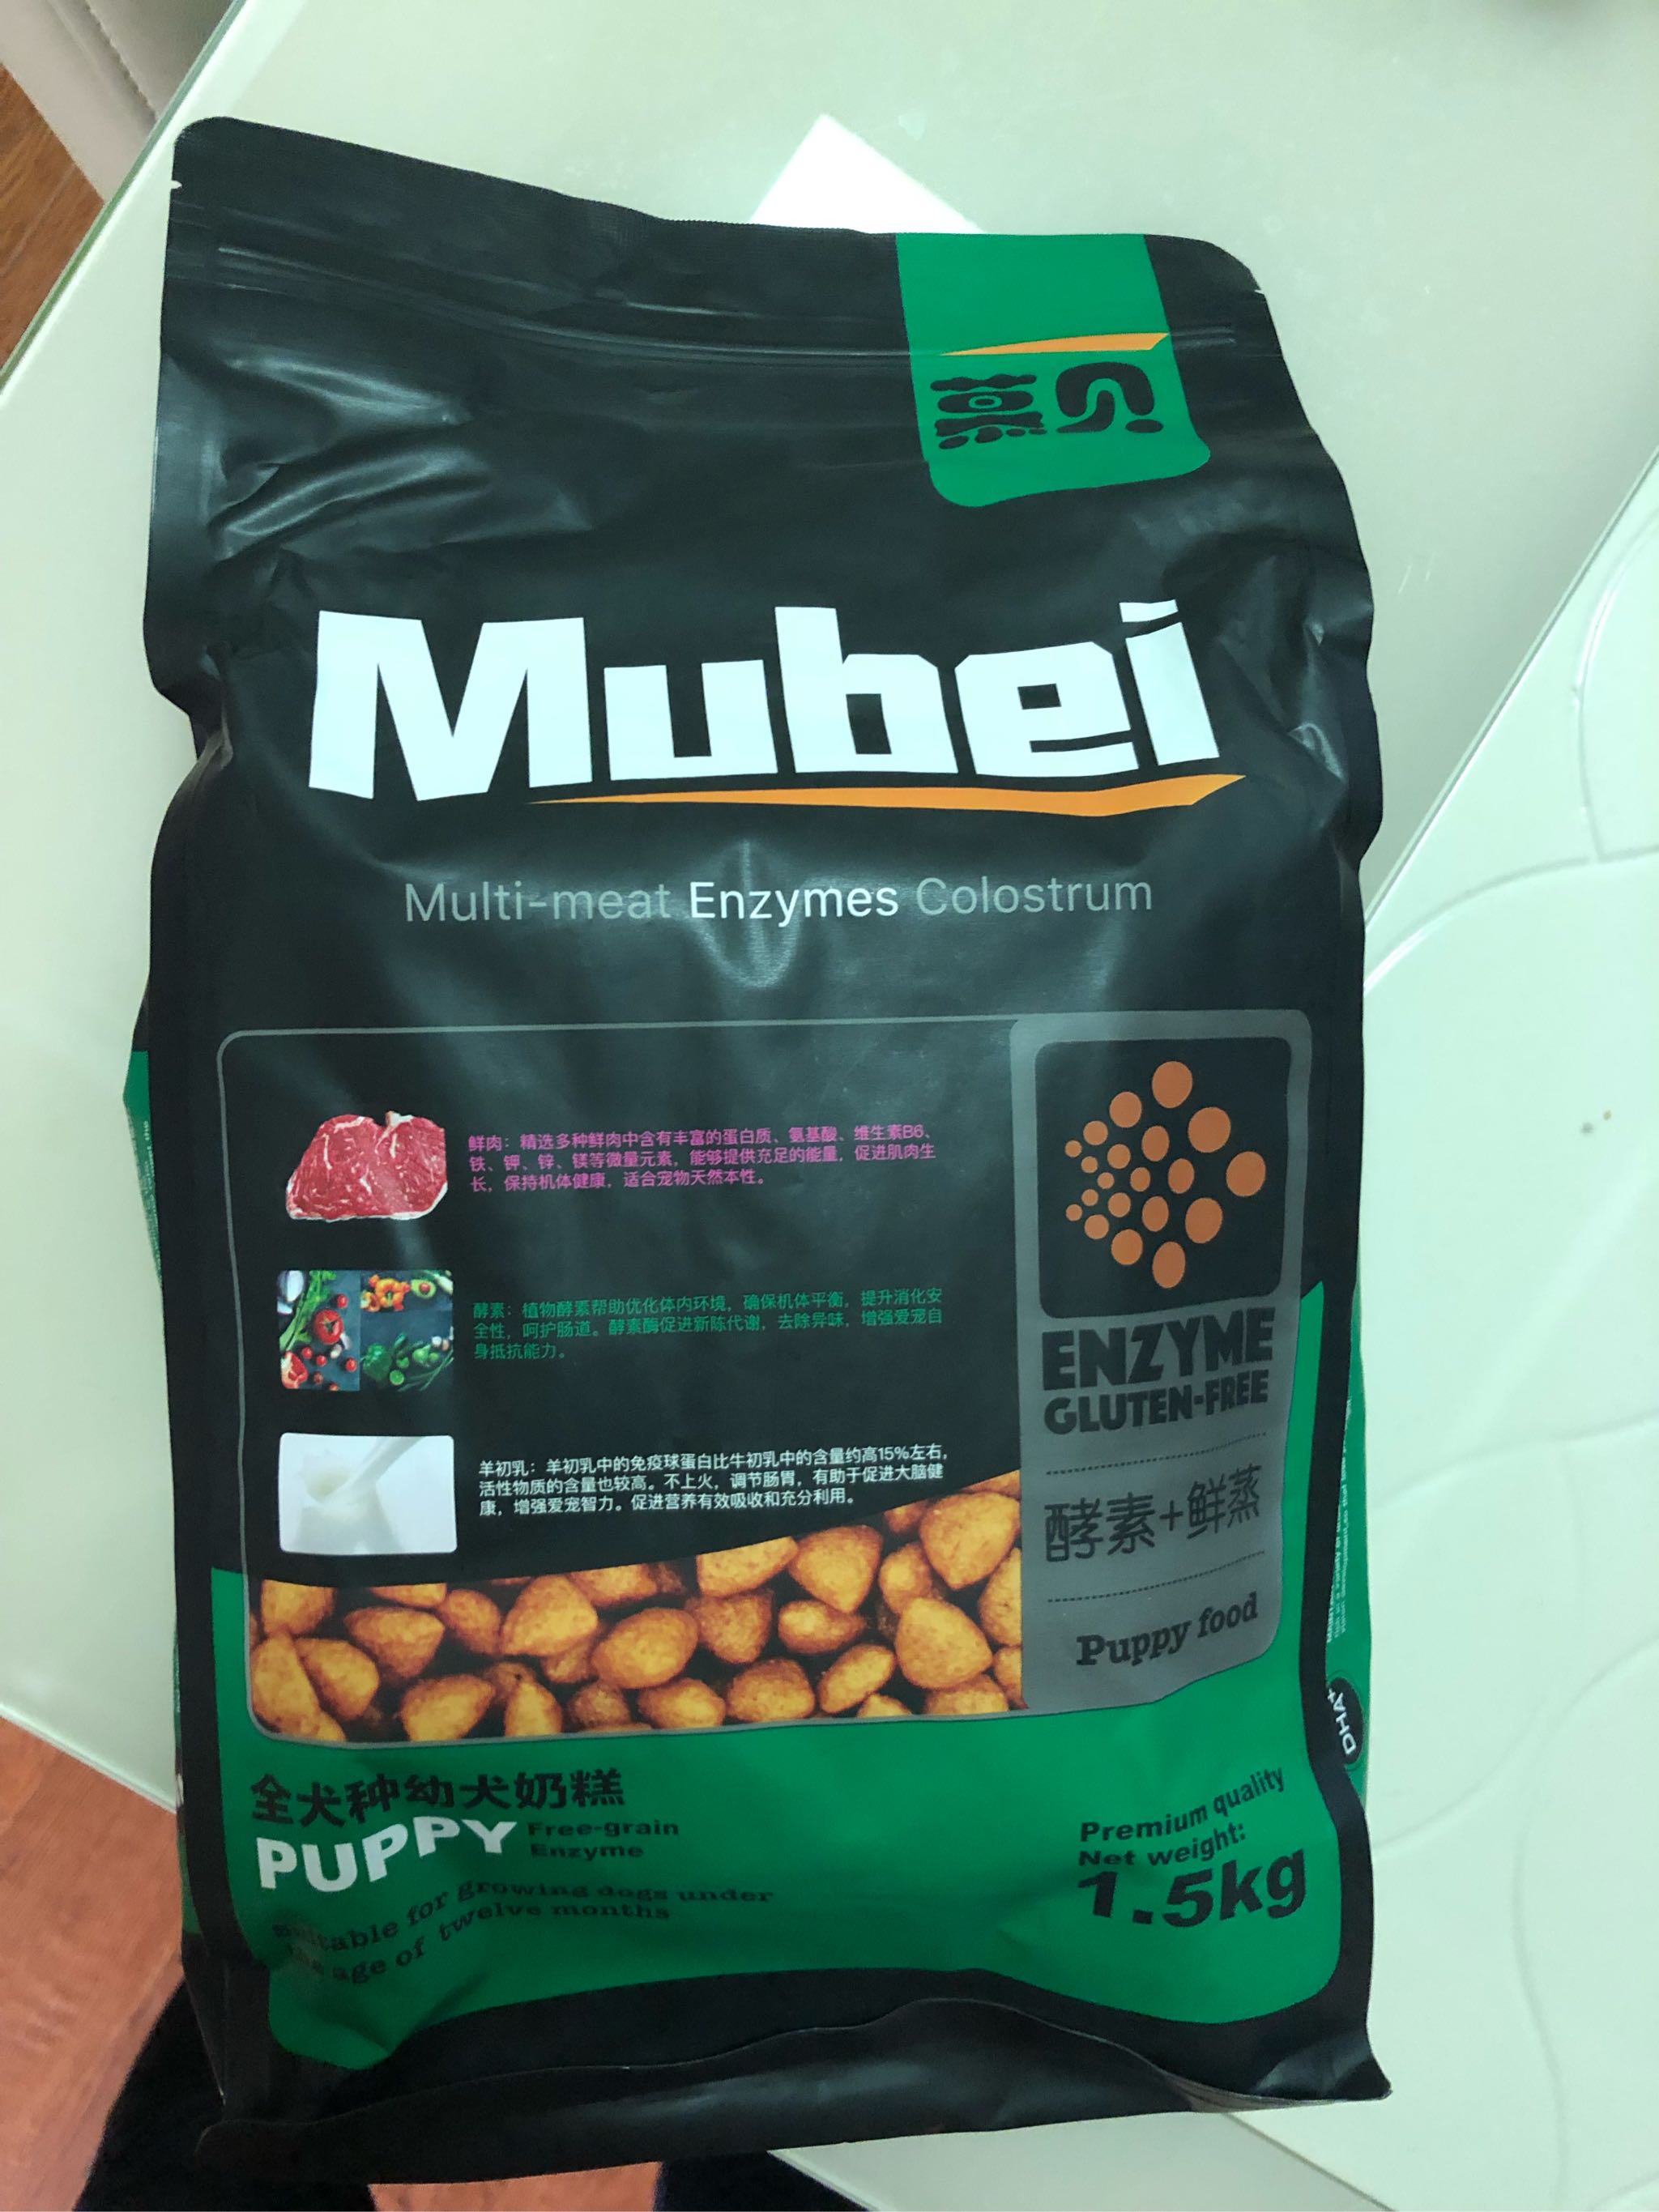 慕贝
Mubei
Multi-meat Enzymes Colostrum
鲜肉：精选多种鲜肉中含有丰富的蛋白质、氨基酸、维生素B6、
铁、钾、锌、镁等微量元素，能够提供充足的能量，促进肌肉生
长，保持机体健康，适合宠物天然本性。
酵素：植物酵素帮助优化体内环境，确保机体平衡，提升消化安
全性，呵护肠道。酵素酶促进新陈代谢，去除异味，增强爱宠自
身抵抗能力。
羊初乳：羊初乳中的免疫球蛋白比牛初乳中的含量约高15%左右，
活性物质的含量也较高。不上火，调节肠胃，有助于促进大脑健
康，增强爱宠智力。促进营养有效吸收和充分利用。
ENZYME
GLUTEN-FREE
酵素+鲜蒸
Puppy food
DHA+
全犬种幼犬奶糕
PUPPY
Free-grain
Enzyme
Suitable for growing dogs under
the age of twelve months
Premium quality
Net weight:
1.5kg